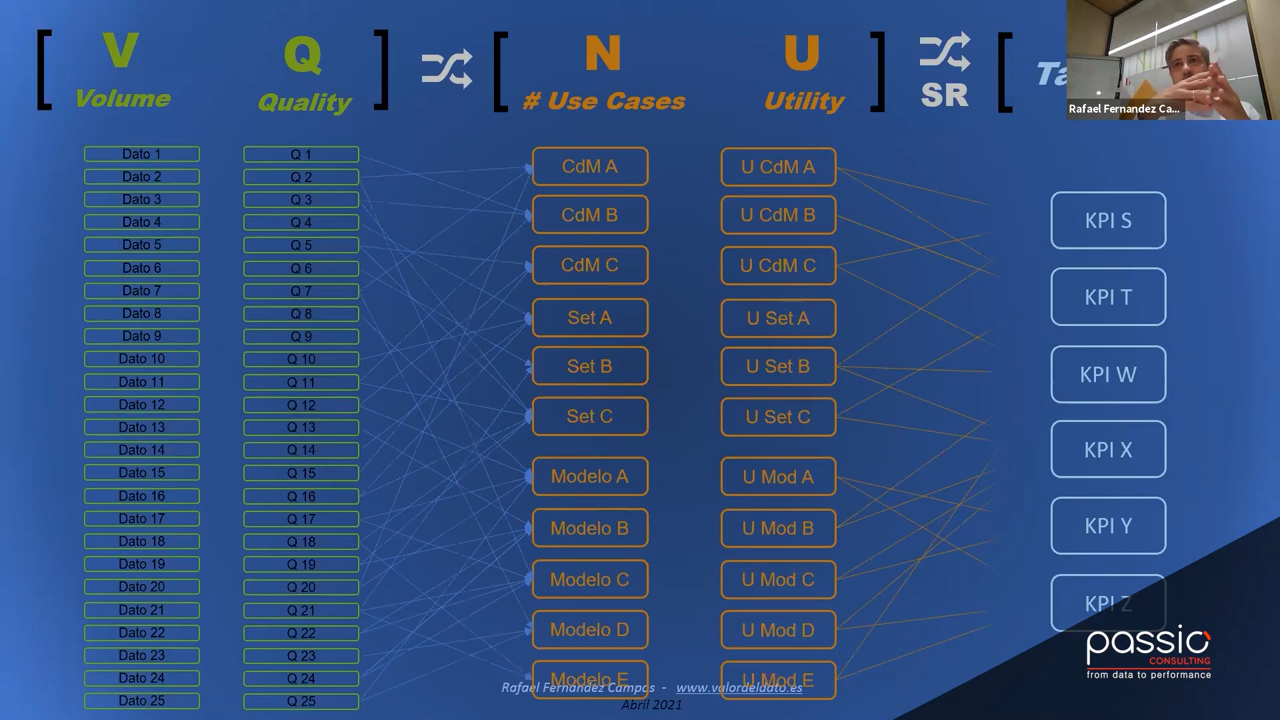 [ V Q ] [ N U ] [ Ta
Volume Quality # Use Cases Utility SR
Rafael Fernandez Ca...
Dato 1 Q 1 CdM A U CdM A
Dato 2 Q 2
Dato 3 Q 3 CdM B U CdM B KPI S
Dato 4 Q 4
Dato 5 Q 5 CdM C U CdM C
Dato 6 Q 6
Dato 7 Q 7 KPI T
Dato 8 Q 8 Set A U Set A
Dato 9 Q 9
Dato 10 Q 10 Set B U Set B KPI W
Dato 11 Q 11
Dato 12 Q 12 Set C U Set C
Dato 13 Q 13
Dato 14 Q 14 KPI X
Dato 15 Q 15 Modelo A U Mod A
Dato 16 Q 16
Dato 17 Q 17 Modelo B U Mod B KPI Y
Dato 18 Q 18
Dato 19 Q 19 Modelo C U Mod C
Dato 20 Q 20
Dato 21 Q 21 KPI Z
Dato 22 Q 22 Modelo D U Mod D
Dato 23 Q 23
Dato 24 Q 24 Modelo E U Mod E
Dato 25 Q 25
Rafael Fernandez Campos - www.valordeldato.es
Abril 2021
passio
CONSULTING
from data to performance